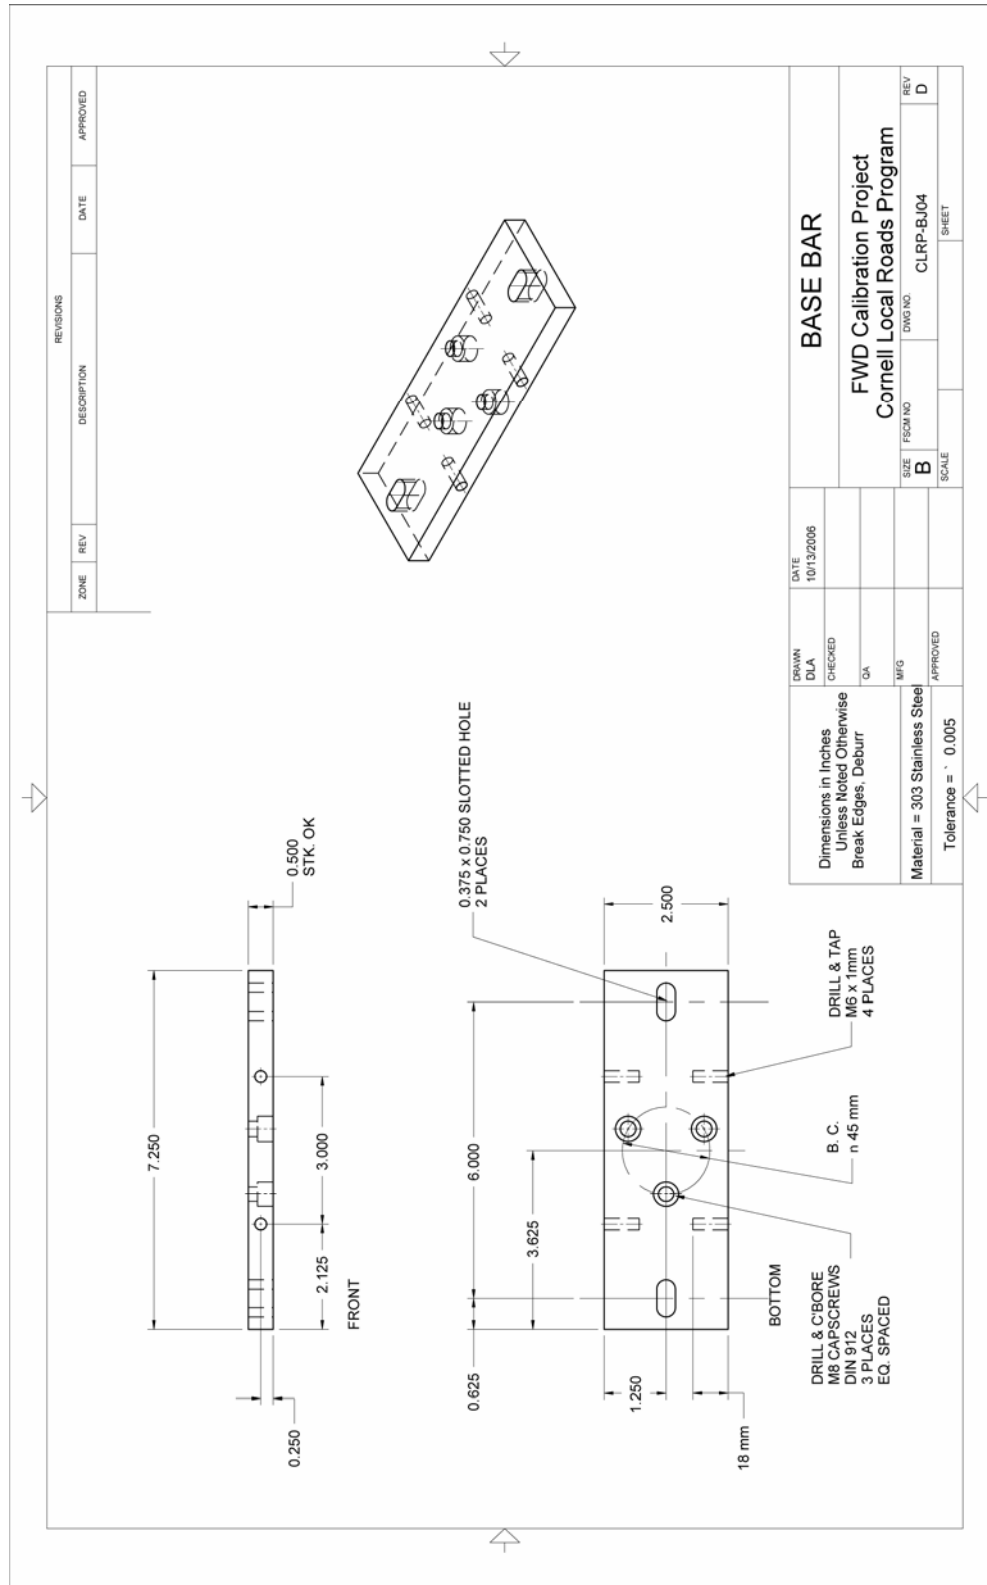 REVISIONS
ZONE REV DESCRIPTION DATE APPROVED
7.250
0.500
STK. OK
0.250
2.125
3.000
FRONT
0.375 x 0.750 SLOTTED HOLE
2 PLACES
0.625
6.000
3.625
2.500
1.250
18 mm
BOTTOM
DRILL & C'BORE
M8 CAPSCREWS
DIN 912
3 PLACES
EQ. SPACED
B. C.
n 45 mm
DRILL & TAP
M6 x 1mm
4 PLACES
Dimensions in Inches
Unless Noted Otherwise
Break Edges, Deburr
Material = 303 Stainless Steel
Tolerance = ` 0.005
DRAWN
DLA
DATE
10/13/2006
CHECKED
QA
MFG
APPROVED
BASE BAR
FWD Calibration Project
Cornell Local Roads Program
SIZE
B
FSCM NO
DWG NO.
CLRP-BJ04
REV
D
SCALE
SHEET